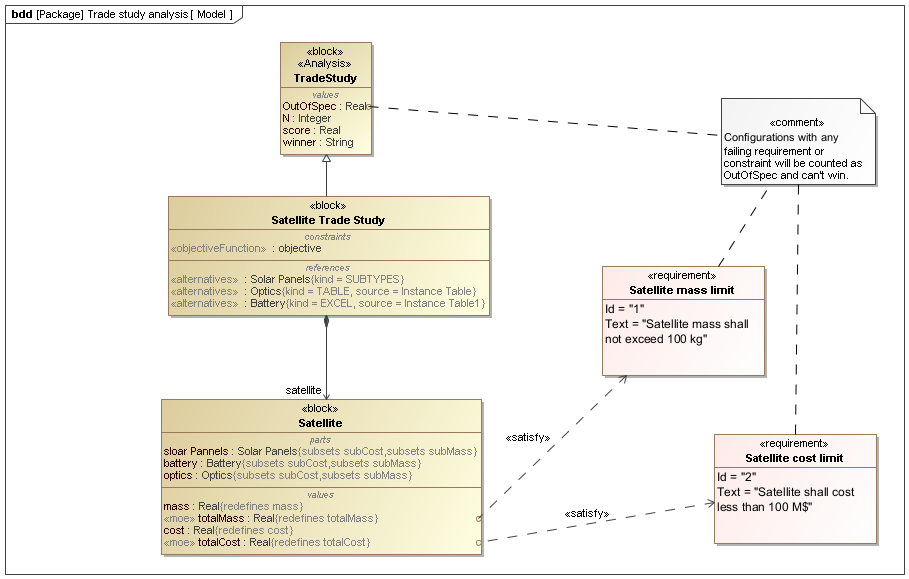 bdd [Package] Trade study analysis [ Model ]
«block»
«Analysis»
TradeStudy
values
OutOfSpec : Real
N : Integer
score : Real
winner : String
«comment»
Configurations with any
failing requirement or
constraint will be counted as
OutOfSpec and can't win.
«block»
Satellite Trade Study
constraints
«objectiveFunction» : objective
references
«alternatives» : Solar Panels{kind = SUBTYPES}
«alternatives» : Optics{kind = TABLE, source = Instance Table}
«alternatives» : Battery{kind = EXCEL, source = Instance Table1}
«requirement»
Satellite mass limit
Id = "1"
Text = "Satellite mass shall
not exceed 100 kg"
satellite
«block»
Satellite
parts
sloar Pannels : Solar Panels{subsets subCost,subsets subMass}
battery : Battery{subsets subCost,subsets subMass}
optics : Optics{subsets subCost,subsets subMass}
values
mass : Real{redefines mass}
«moe» totalMass : Real{redefines totalMass}
cost : Real{redefines cost}
«moe» totalCost : Real{redefines totalCost}
«satisfy»
«satisfy»
«requirement»
Satellite cost limit
Id = "2"
Text = "Satellite shall cost
less than 100 M$"